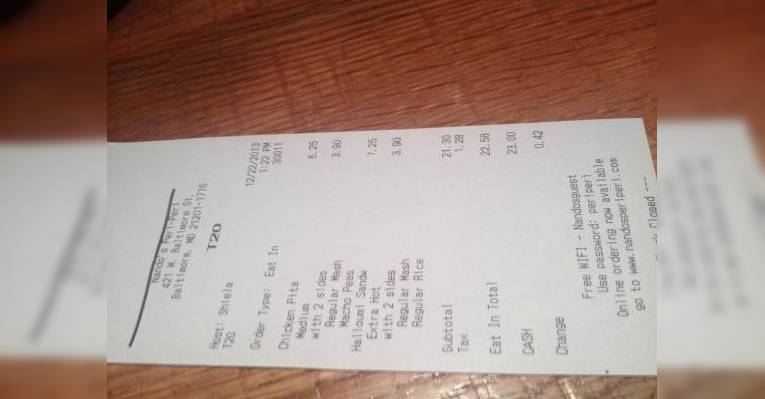 Nando's Peri-Peri
421 W. Baltimore St.
Baltimore, MD 21201-1716
T20
Host: Shiela 12/22/2013
T20 1:22 PM
30011
Order Type: Eat In
Chicken Pita 6.25
Medium
with 2 sides 3.90
Regular Mash
Macho Peas
Halloumi Sandw 7.25
Extra Hot
with 2 sides 3.90
Regular Mash
Regular Rice
Subtotal 21.30
Tax 1.28
Eat In Total 22.58
CASH 23.00
Change 0.42
Free WIFI - Nandosguest
Use password: periperi
Online ordering now available
go to www.nandosperiperi.com
Closed ---